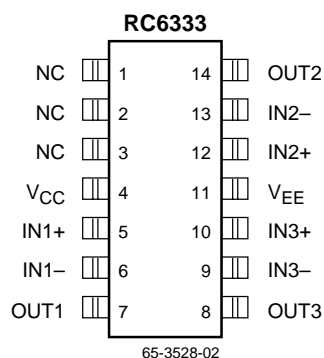 RC6333
NC 1 14 OUT2
NC 2 13 IN2–
NC 3 12 IN2+
VCC 4 11 VEE
IN1+ 5 10 IN3+
IN1– 6 9 IN3–
OUT1 7 8 OUT3
65-3528-02